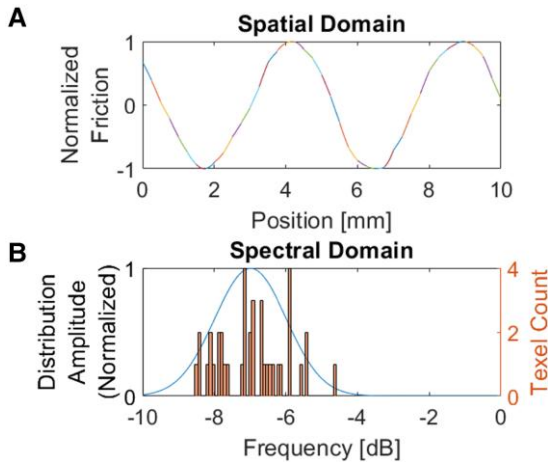 A
Spatial Domain
Normalized
Friction
1
0
-1
0 2 4 6 8 10
Position [mm]
B
Spectral Domain
Distribution
Amplitude
(Normalized)
1
0
4
2
0
Texel Count
-10 -8 -6 -4 -2 0
Frequency [dB]